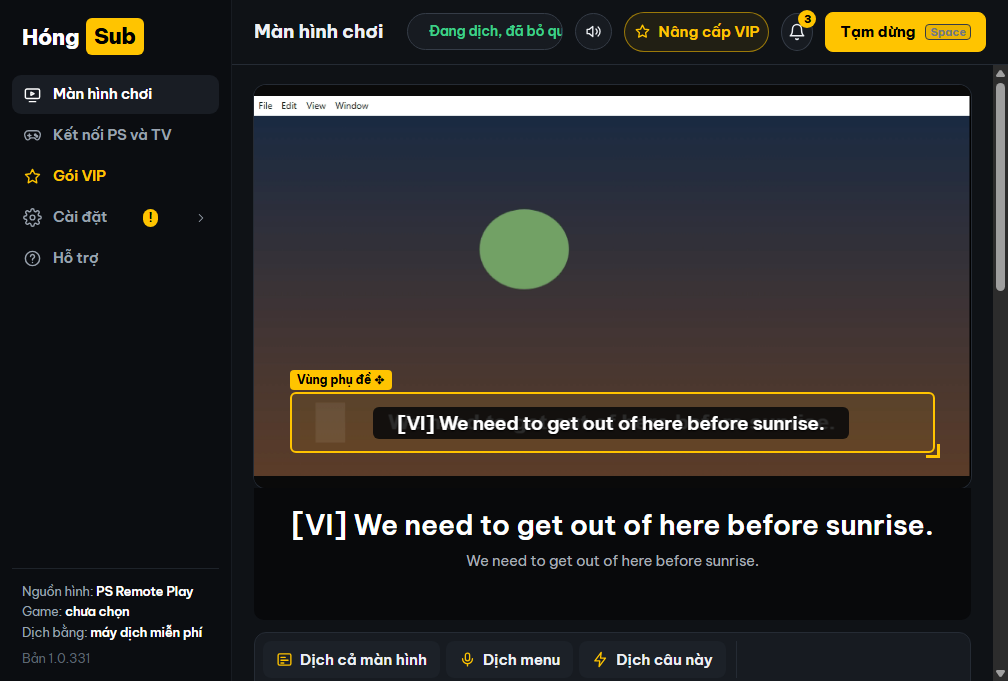 Hóng Sub
Màn hình chơi
Kết nối PS và TV
Gói VIP
Cài đặt !
Hỗ trợ
Nguồn hình: PS Remote Play
Game: chưa chọn
Dịch bằng: máy dịch miễn phí
Bản 1.0.331
Màn hình chơi
Đang dịch, đã bỏ qu
Nâng cấp VIP
3
Tạm dừng Space
File Edit View Window
Vùng phụ đề
[VI] We need to get out of here before sunrise.
[VI] We need to get out of here before sunrise.
We need to get out of here before sunrise.
Dịch cả màn hình
Dịch menu
Dịch câu này